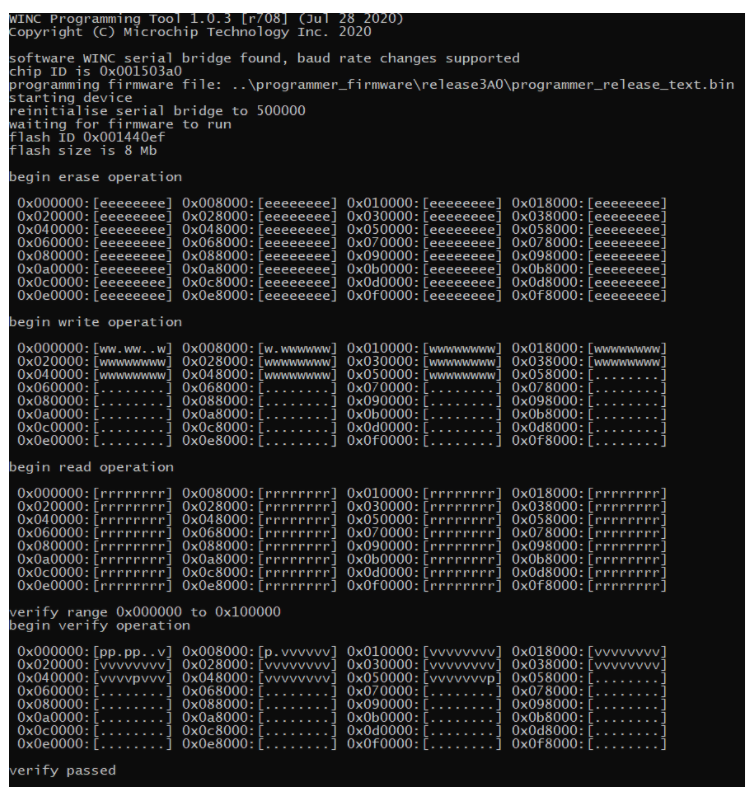 WINC Programming Tool 1.0.3 [r708] (Jul 28 2020)
Copyright (C) Microchip Technology Inc. 2020
software WINC serial bridge found, baud rate changes supported
chip ID is 0x001503a0
programming firmware file: ..\programmer_firmware\release3A0\programmer_release_text.bin
starting device
reinitialise serial bridge to 500000
waiting for firmware to run
flash ID 0x001440ef
flash size is 8 Mb
begin erase operation
0x000000:[eeeeeeee] 0x008000:[eeeeeeee] 0x010000:[eeeeeeee] 0x018000:[eeeeeeee]
0x020000:[eeeeeeee] 0x028000:[eeeeeeee] 0x030000:[eeeeeeee] 0x038000:[eeeeeeee]
0x040000:[eeeeeeee] 0x048000:[eeeeeeee] 0x050000:[eeeeeeee] 0x058000:[eeeeeeee]
0x060000:[eeeeeeee] 0x068000:[eeeeeeee] 0x070000:[eeeeeeee] 0x078000:[eeeeeeee]
0x080000:[eeeeeeee] 0x088000:[eeeeeeee] 0x090000:[eeeeeeee] 0x098000:[eeeeeeee]
0x0a0000:[eeeeeeee] 0x0a8000:[eeeeeeee] 0x0b0000:[eeeeeeee] 0x0b8000:[eeeeeeee]
0x0c0000:[eeeeeeee] 0x0c8000:[eeeeeeee] 0x0d0000:[eeeeeeee] 0x0d8000:[eeeeeeee]
0x0e0000:[eeeeeeee] 0x0e8000:[eeeeeeee] 0x0f0000:[eeeeeeee] 0x0f8000:[eeeeeeee]
begin write operation
0x000000:[ww.ww..w] 0x008000:[w.wwwwww] 0x010000:[wwwwwwww] 0x018000:[wwwwwwww]
0x020000:[wwwwwwww] 0x028000:[wwwwwwww] 0x030000:[wwwwwwww] 0x038000:[wwwwwwww]
0x040000:[wwwwwwww] 0x048000:[wwwwwwww] 0x050000:[wwwwwwww] 0x058000:[........]
0x060000:[........] 0x068000:[........] 0x070000:[........] 0x078000:[........]
0x080000:[........] 0x088000:[........] 0x090000:[........] 0x098000:[........]
0x0a0000:[........] 0x0a8000:[........] 0x0b0000:[........] 0x0b8000:[........]
0x0c0000:[........] 0x0c8000:[........] 0x0d0000:[........] 0x0d8000:[........]
0x0e0000:[........] 0x0e8000:[........] 0x0f0000:[........] 0x0f8000:[........]
begin read operation
0x000000:[rrrrrrrr] 0x008000:[rrrrrrrr] 0x010000:[rrrrrrrr] 0x018000:[rrrrrrrr]
0x020000:[rrrrrrrr] 0x028000:[rrrrrrrr] 0x030000:[rrrrrrrr] 0x038000:[rrrrrrrr]
0x040000:[rrrrrrrr] 0x048000:[rrrrrrrr] 0x050000:[rrrrrrrr] 0x058000:[rrrrrrrr]
0x060000:[rrrrrrrr] 0x068000:[rrrrrrrr] 0x070000:[rrrrrrrr] 0x078000:[rrrrrrrr]
0x080000:[rrrrrrrr] 0x088000:[rrrrrrrr] 0x090000:[rrrrrrrr] 0x098000:[rrrrrrrr]
0x0a0000:[rrrrrrrr] 0x0a8000:[rrrrrrrr] 0x0b0000:[rrrrrrrr] 0x0b8000:[rrrrrrrr]
0x0c0000:[rrrrrrrr] 0x0c8000:[rrrrrrrr] 0x0d0000:[rrrrrrrr] 0x0d8000:[rrrrrrrr]
0x0e0000:[rrrrrrrr] 0x0e8000:[rrrrrrrr] 0x0f0000:[rrrrrrrr] 0x0f8000:[rrrrrrrr]
verify range 0x000000 to 0x100000
begin verify operation
0x000000:[pp.pp..v] 0x008000:[p.vvvvvv] 0x010000:[vvvvvvvv] 0x018000:[vvvvvvvv]
0x020000:[vvvvvvvv] 0x028000:[vvvvvvvv] 0x030000:[vvvvvvvv] 0x038000:[vvvvvvvv]
0x040000:[vvvvpvvv] 0x048000:[vvvvvvvv] 0x050000:[vvvvvvvp] 0x058000:[........]
0x060000:[........] 0x068000:[........] 0x070000:[........] 0x078000:[........]
0x080000:[........] 0x088000:[........] 0x090000:[........] 0x098000:[........]
0x0a0000:[........] 0x0a8000:[........] 0x0b0000:[........] 0x0b8000:[........]
0x0c0000:[........] 0x0c8000:[........] 0x0d0000:[........] 0x0d8000:[........]
0x0e0000:[........] 0x0e8000:[........] 0x0f0000:[........] 0x0f8000:[........]
verify passed